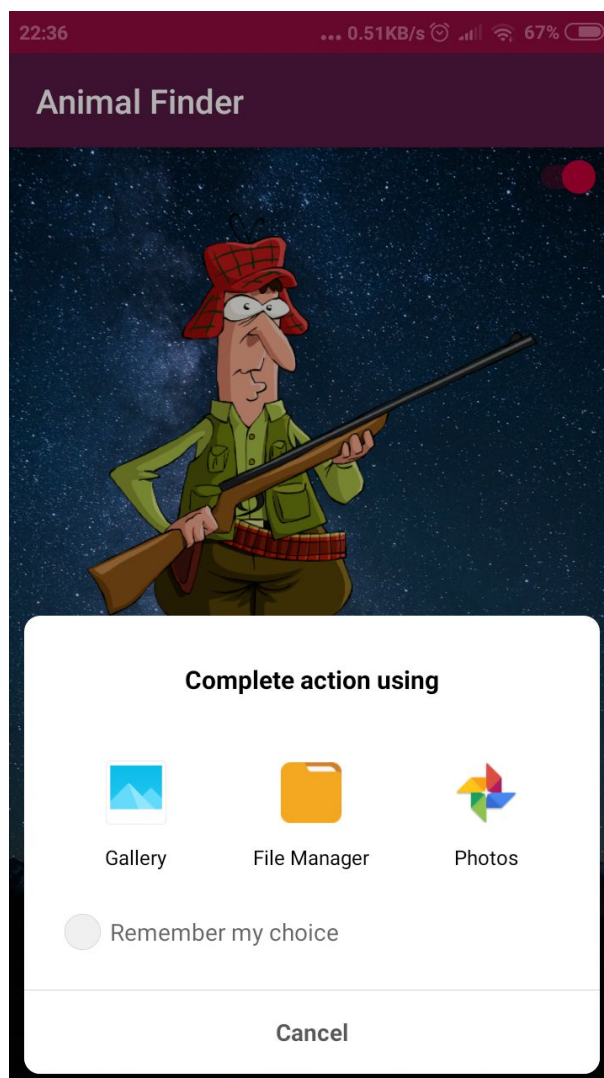 22:36 ... 0.51KB/s 67%
Animal Finder
Complete action using
Gallery File Manager Photos
Remember my choice
Cancel